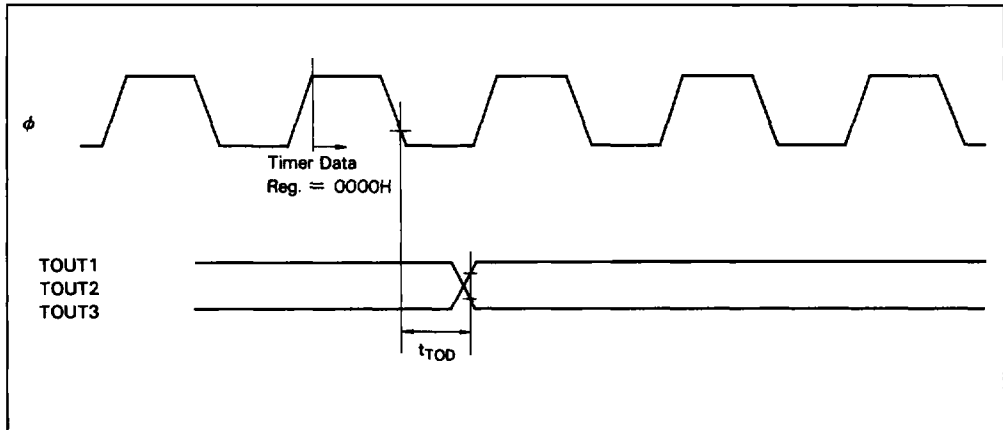 ϕ
Timer Data
Reg. = 0000H
TOUT1
TOUT2
TOUT3
tTOD